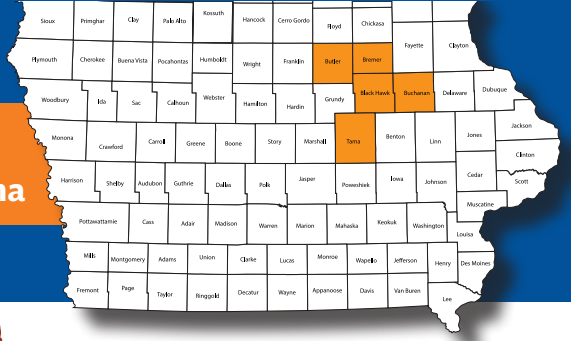 Sioux Primghar Clay Palo Alto Kossuth Hancock Cerro Gordo Floyd Chickasa
Fayette Clayton
Plymouth Cherokee Buena Vista Pocahontas Humboldt Wright Franklin Butler Bremer
Woodbury Ida Sac Calhoun Webster Hamilton Hardin Grundy Black Hawk Buchanan Delaware Dubuque
Monona Crawford Carroll Greene Boone Story Marshall Tama Benton Linn Jones Jackson
Clinton
na
Harrison Shelby Audubon Guthrie Dallas Polk Jasper Poweshiek Iowa Johnson Cedar Scott
Muscatine
Pottawattamie Cass Adair Madison Warren Marion Mahaska Keokuk Washington Louisa
Mills Montgomery Adams Union Clarke Lucas Monroe Wapello Jefferson Henry Des Moines
Fremont Page Taylor Ringgold Decatur Wayne Appanoose Davis Van Buren Lee